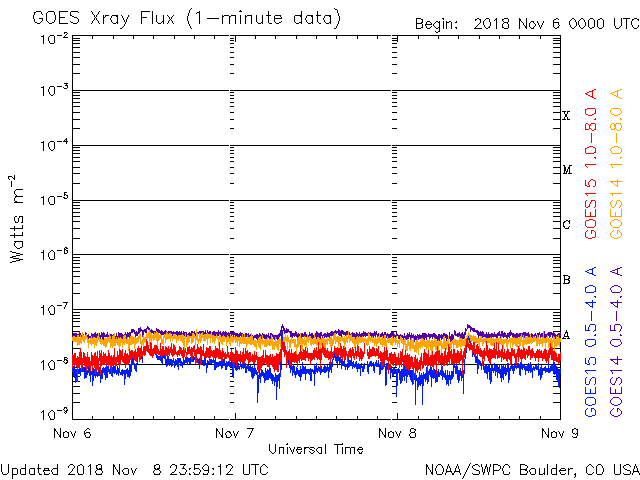 GOES Xray Flux (1-minute data)
Begin: 2018 Nov 6 0000 UTC
10^-2
10^-3
10^-4
10^-5
10^-6
10^-7
10^-8
10^-9
Watts m^-2
X
M
C
B
A
GOES15 1.0-8.0 A
GOES14 1.0-8.0 A
GOES15 0.5-4.0 A
GOES14 0.5-4.0 A
Nov 6
Nov 7
Nov 8
Nov 9
Universal Time
Updated 2018 Nov 8 23:59:12 UTC
NOAA/SWPC Boulder, CO USA